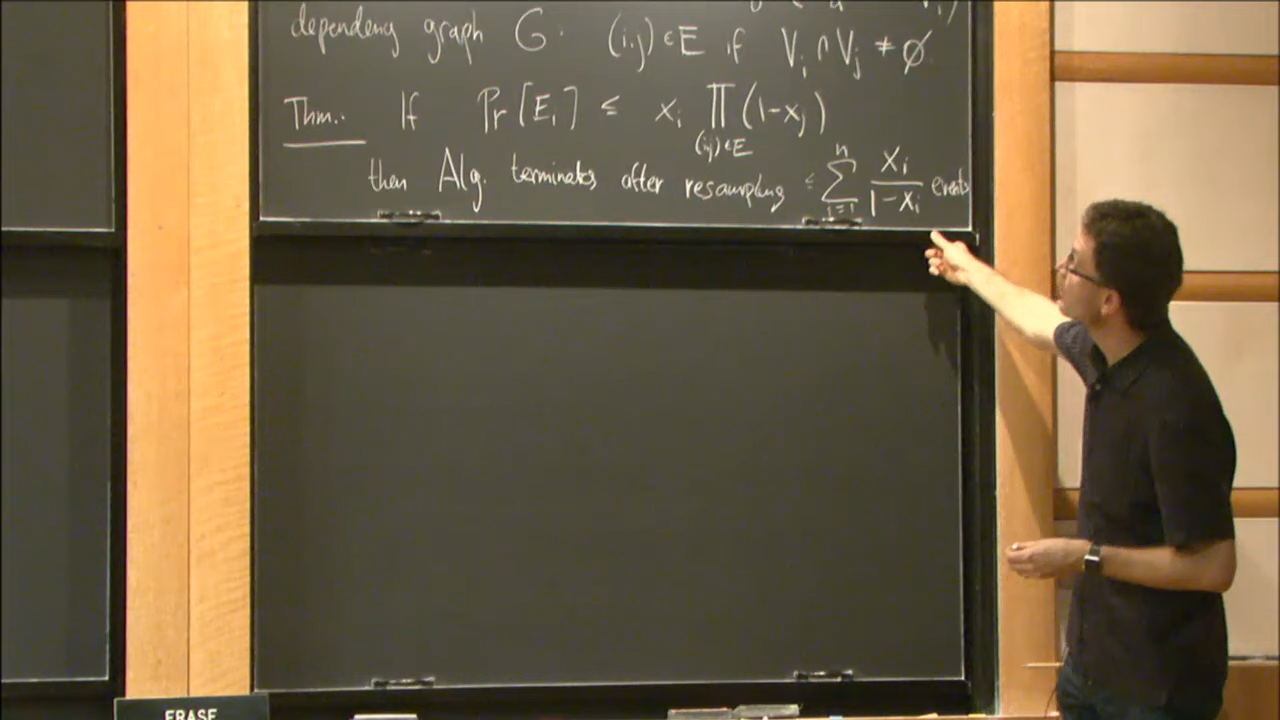 dependency graph G. (i,j) ∈ E if V_i ∩ V_j ≠ ∅
Thm.: If Pr[E_i] ≤ x_i ∏_{(i,j)∈E} (1-x_j)
then Alg. terminates after resampling ≤ ∑_{i=1}^{n} x_i/(1-x_i) events
ERASE